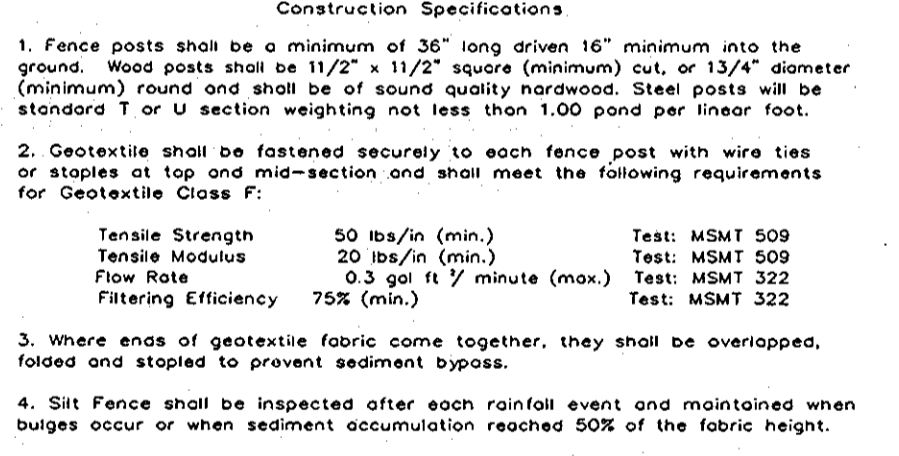 Construction Specifications
1. Fence posts shall be a minimum of 36" long driven 16" minimum into the
ground. Wood posts shall be 11/2" x 11/2" square (minimum) cut, or 13/4" diameter
(minimum) round and shall be of sound quality hardwood. Steel posts will be
standard T or U section weighting not less than 1.00 pond per linear foot.
2. Geotextile shall be fastened securely to each fence post with wire ties
or staples at top and mid-section and shall meet the following requirements
for Geotextile Class F:
Tensile Strength 50 lbs/in (min.) Test: MSMT 509
Tensile Modulus 20 lbs/in (min.) Test: MSMT 509
Flow Rate 0.3 gal ft ²/ minute (max.) Test: MSMT 322
Filtering Efficiency 75% (min.) Test: MSMT 322
3. Where ends of geotextile fabric come together, they shall be overlapped,
folded and stapled to prevent sediment bypass.
4. Silt Fence shall be inspected after each rainfall event and maintained when
bulges occur or when sediment accumulation reached 50% of the fabric height.